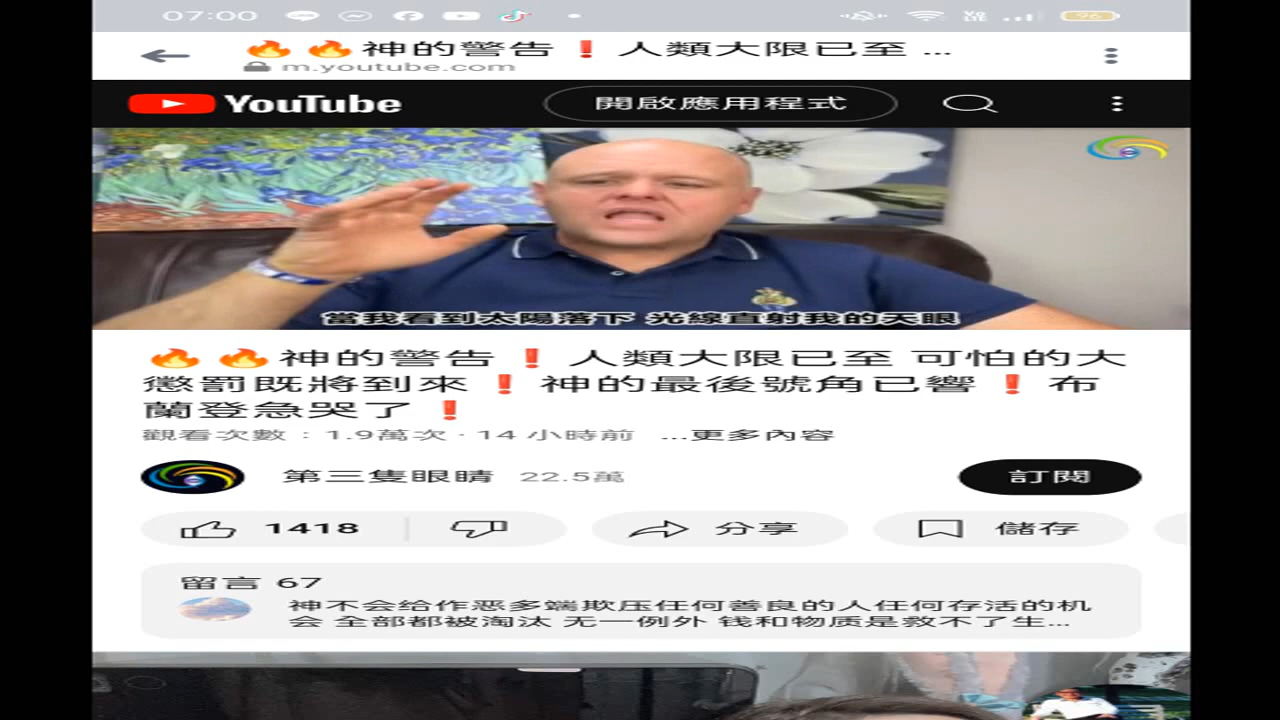 07:00
96
🔥🔥神的警告❗人類大限已至 ...
m.youtube.com
YouTube
開啟應用程式
當我看到太陽落下 光線直射我的天眼
🔥🔥神的警告❗人類大限已至 可怕的大
懲罰既將到來❗神的最後號角已響❗布
蘭登急哭了❗
觀看次數：1.9萬次 · 14 小時前 ...更多內容
第三隻眼睛 22.5萬
訂閱
1418
分享
儲存
留言 67
神不会给作恶多端欺压任何善良的人任何存活的机
会 全部都被淘汰 无一例外 钱和物质是救不了生...